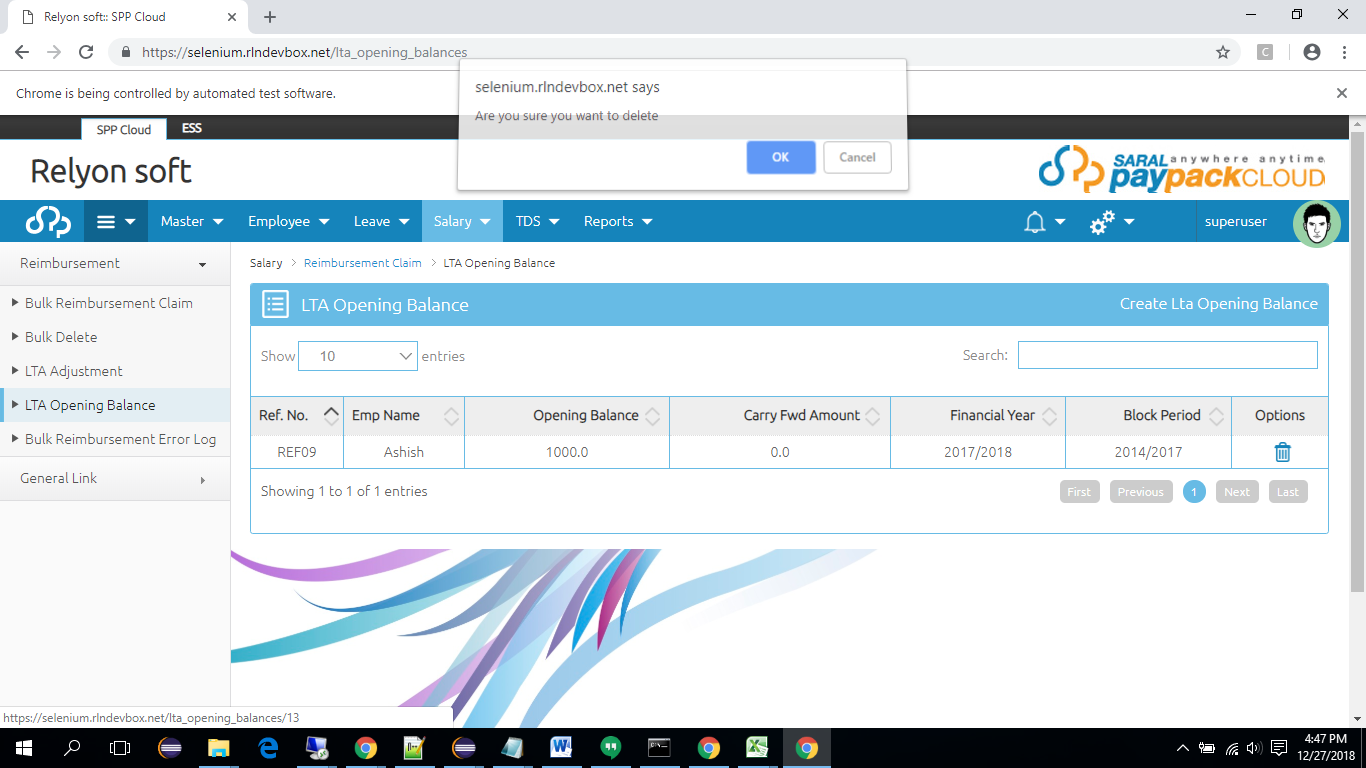 Relyon soft:: SPP Cloud
https://selenium.rlndevbox.net/lta_opening_balances
C
Chrome is being controlled by automated test software.
selenium.rlndevbox.net says
Are you sure you want to delete
OK
Cancel
SPP Cloud
ESS
Relyon soft
SARAL anywhere anytime
paypackCLOUD
Master
Employee
Leave
Salary
TDS
Reports
superuser
Reimbursement
Bulk Reimbursement Claim
Bulk Delete
LTA Adjustment
LTA Opening Balance
Bulk Reimbursement Error Log
General Link
Salary > Reimbursement Claim > LTA Opening Balance
LTA Opening Balance
Create Lta Opening Balance
Show 10 entries
Search:
Ref. No. Emp Name Opening Balance Carry Fwd Amount Financial Year Block Period Options
REF09 Ashish 1000.0 0.0 2017/2018 2014/2017
Showing 1 to 1 of 1 entries
First Previous 1 Next Last
https://selenium.rlndevbox.net/lta_opening_balances/13
4:47 PM
12/27/2018